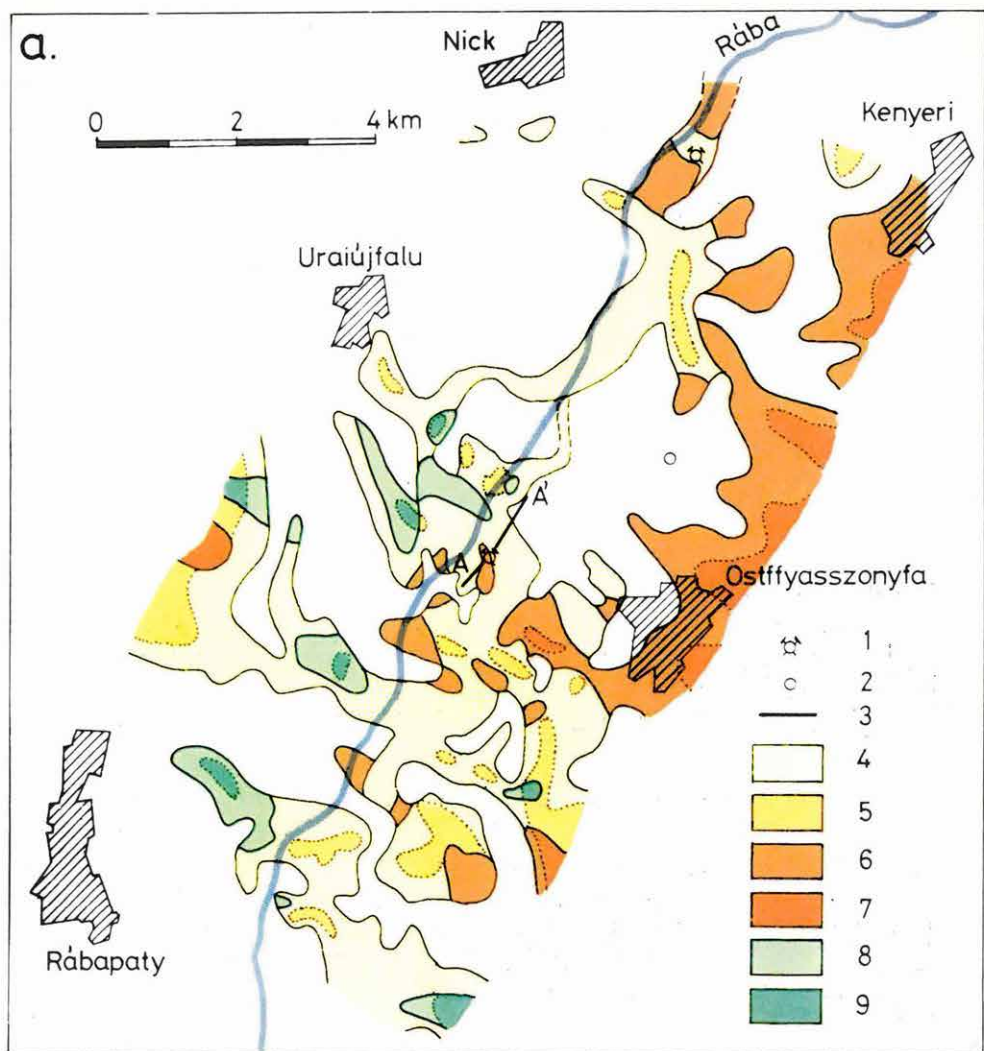 a.
Nick
Rába
0 2 4 km
Kenyeri
Uraiújfalu
A'
A
Ostffyasszonyfa
1
2
3
4
5
6
7
8
9
Rábapaty